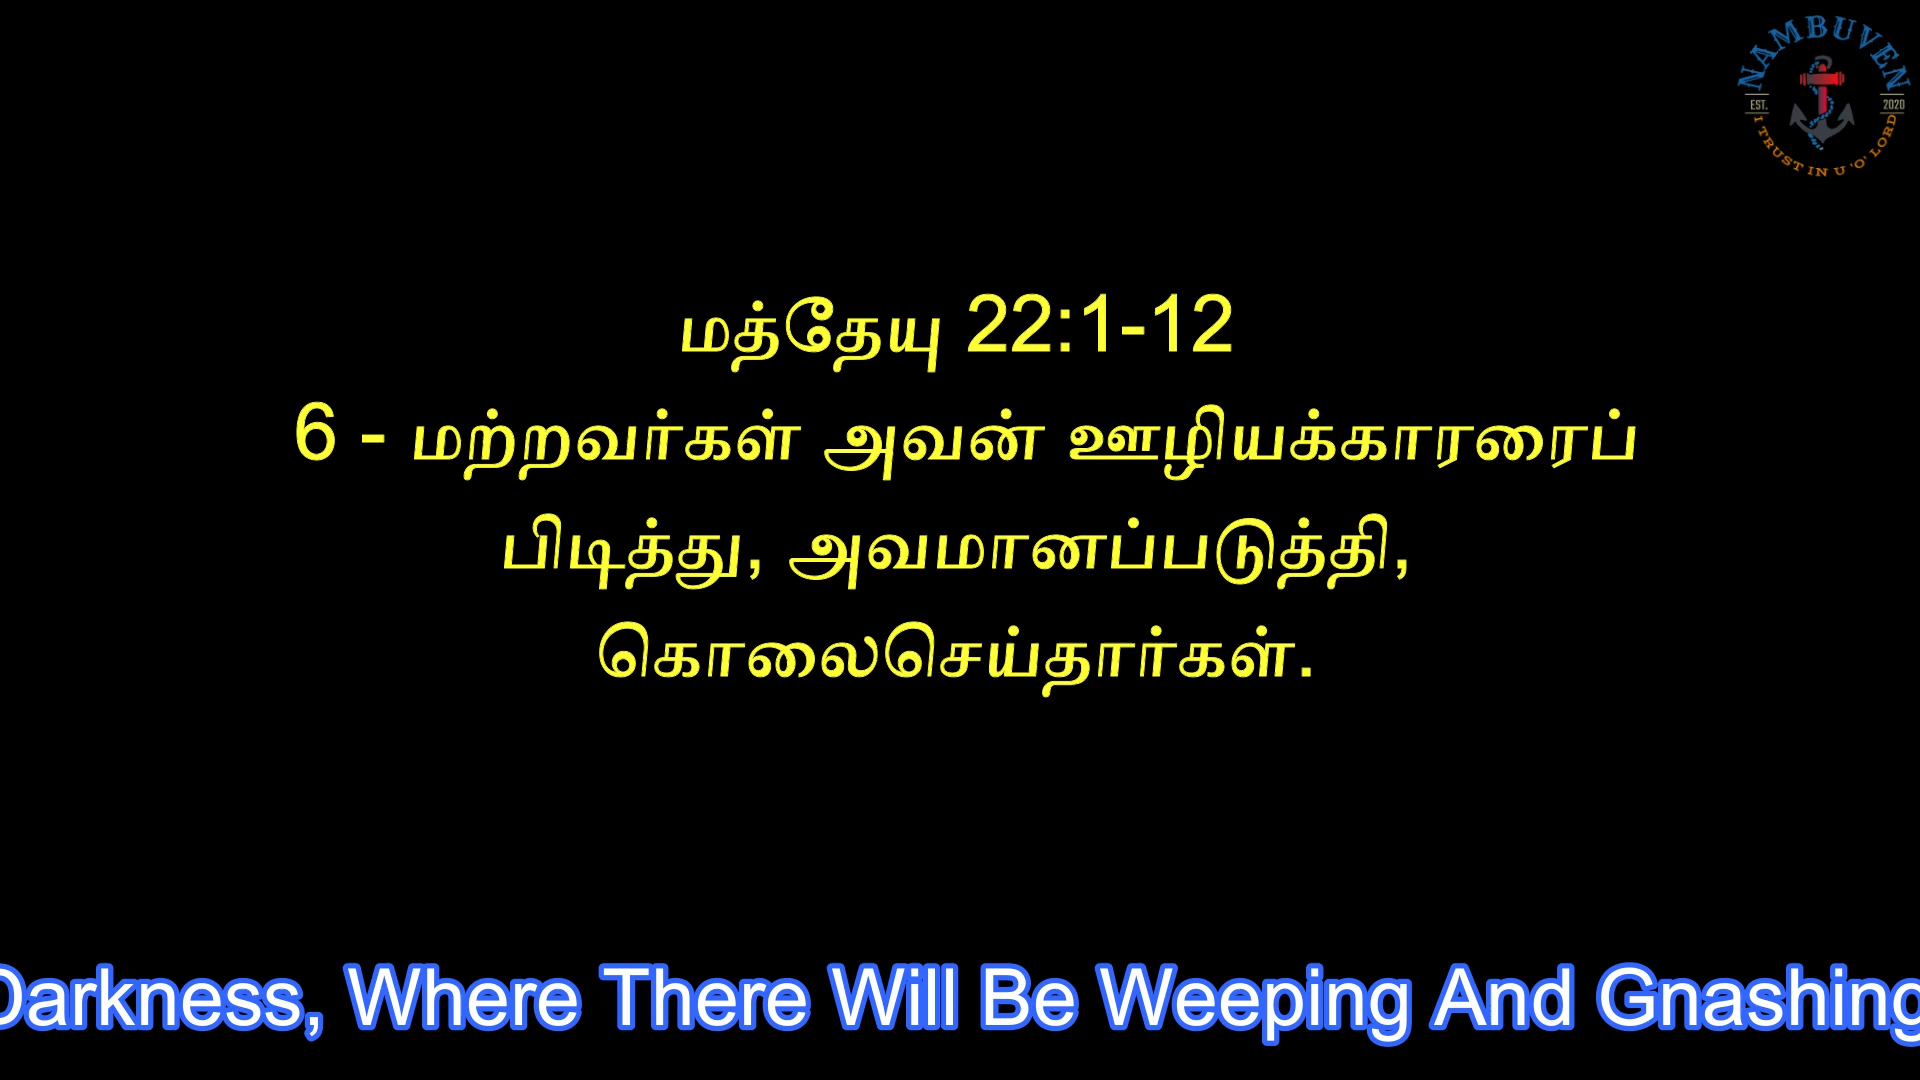 NAMBUVEN
EST. 2020
I TRUST IN U 'O' LORD
மத்தேயு 22:1-12
6 - மற்றவர்கள் அவன் ஊழியக்காரரைப்
பிடித்து, அவமானப்படுத்தி,
கொலைசெய்தார்கள்.
Darkness, Where There Will Be Weeping And Gnashing